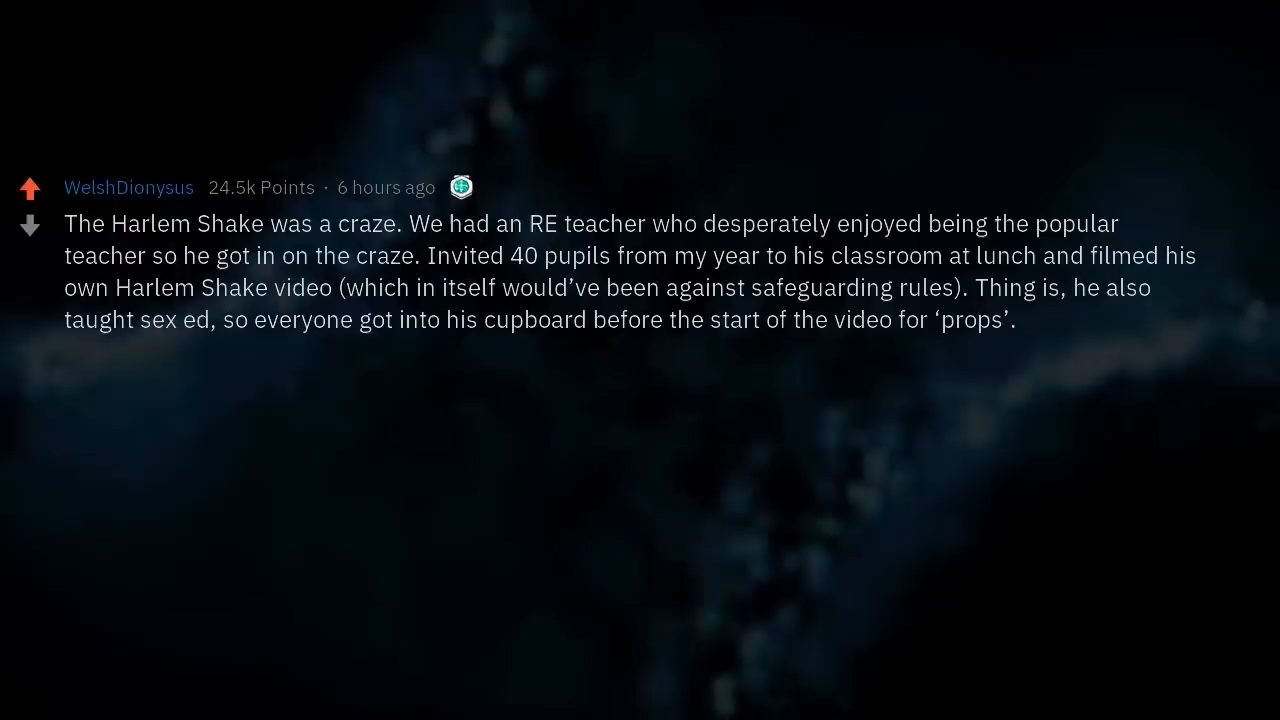 WelshDionysus 24.5k Points · 6 hours ago
The Harlem Shake was a craze. We had an RE teacher who desperately enjoyed being the popular
teacher so he got in on the craze. Invited 40 pupils from my year to his classroom at lunch and filmed his
own Harlem Shake video (which in itself would’ve been against safeguarding rules). Thing is, he also
taught sex ed, so everyone got into his cupboard before the start of the video for ‘props’.